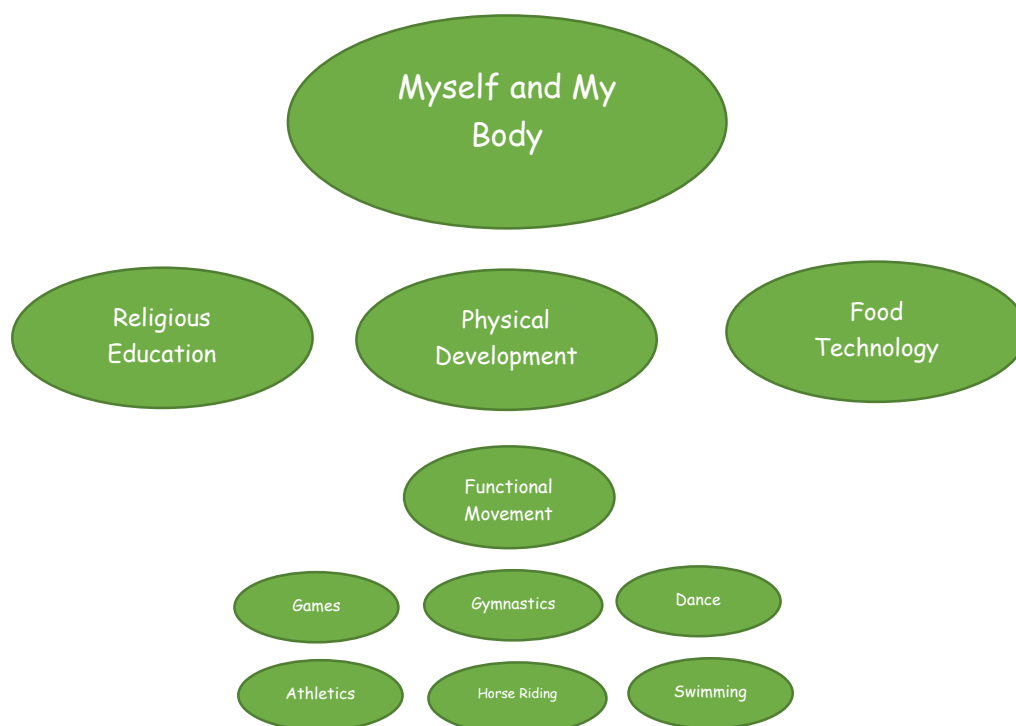 Myself and My
Body
Religious
Education
Physical
Development
Food
Technology
Functional
Movement
Games
Gymnastics
Dance
Athletics
Horse Riding
Swimming